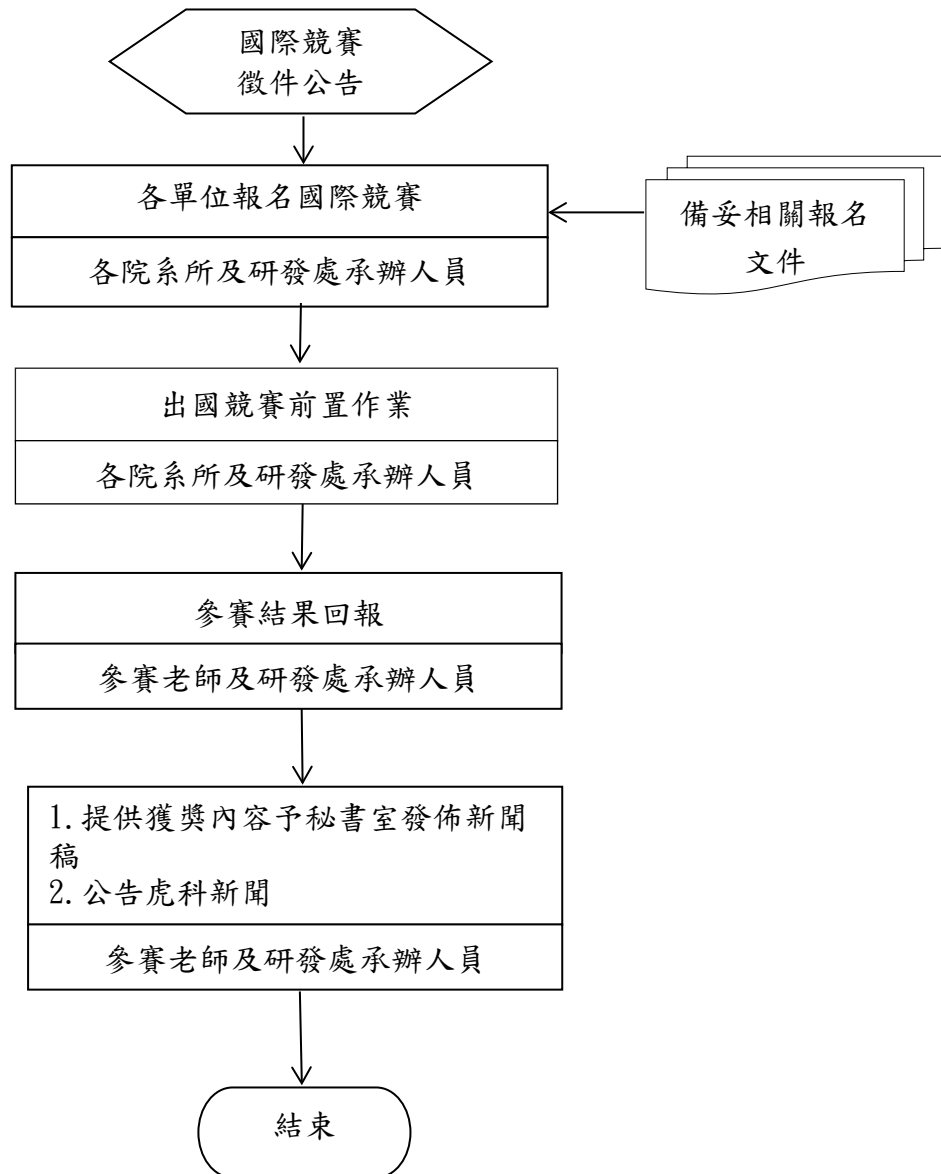 國際競賽
徵件公告
各單位報名國際競賽
各院系所及研發處承辦人員
備妥相關報名
文件
出國競賽前置作業
各院系所及研發處承辦人員
參賽結果回報
參賽老師及研發處承辦人員
1.提供獲獎內容予秘書室發佈新聞
稿
2.公告虎科新聞
參賽老師及研發處承辦人員
結束